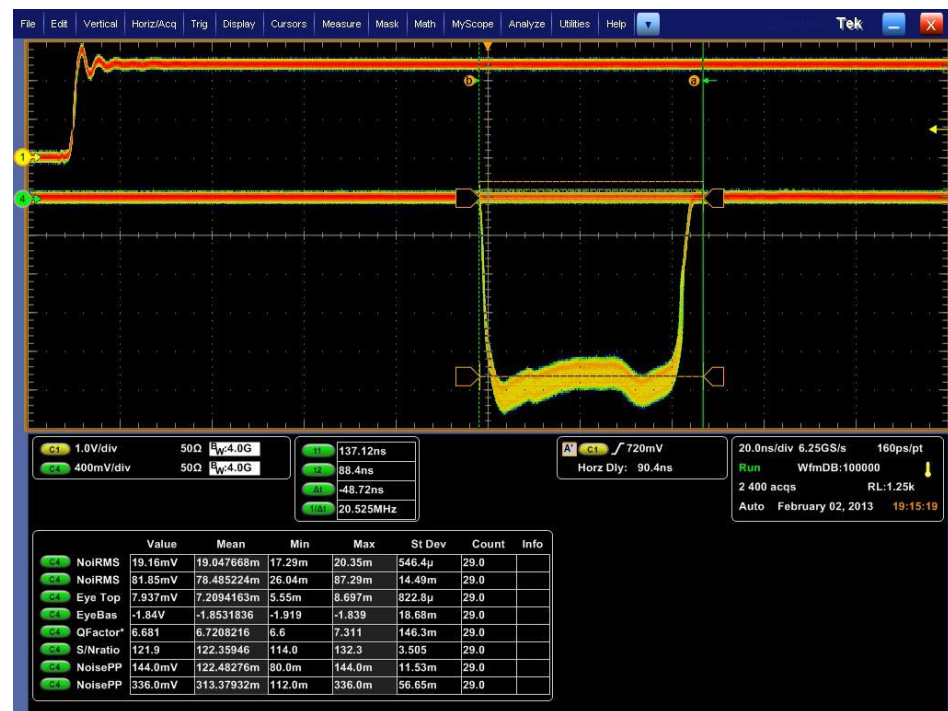 File Edit Vertical Horiz/Acq Trig Display Cursors Measure Mask Math MyScope Analyze Utilities Help Tek X
b a
1
4
C1 1.0V/div 50Ω BW:4.0G
C4 400mV/div 50Ω BW:4.0G
t1 137.12ns
t2 88.4ns
Δt -48.72ns
1/Δt 20.525MHz
A' C1 720mV
Horz Dly: 90.4ns
20.0ns/div 6.25GS/s 160ps/pt
Run WfmDB:100000
2 400 acqs RL:1.25k
Auto February 02, 2013 19:15:19
Value Mean Min Max St Dev Count Info
C4 NoiRMS 19.16mV 19.047668m 17.29m 20.35m 546.4µ 29.0
C4 NoiRMS 81.85mV 78.485224m 26.04m 87.29m 14.49m 29.0
C4 Eye Top 7.937mV 7.2094163m 5.55m 8.697m 822.8µ 29.0
C4 EyeBas -1.84V -1.8531836 -1.919 -1.839 18.68m 29.0
C4 QFactor* 6.681 6.7208216 6.6 7.311 146.3m 29.0
C4 S/Nratio 121.9 122.35946 114.0 132.3 3.505 29.0
C4 NoisePP 144.0mV 122.48276m 80.0m 144.0m 11.53m 29.0
C4 NoisePP 336.0mV 313.37932m 112.0m 336.0m 56.65m 29.0